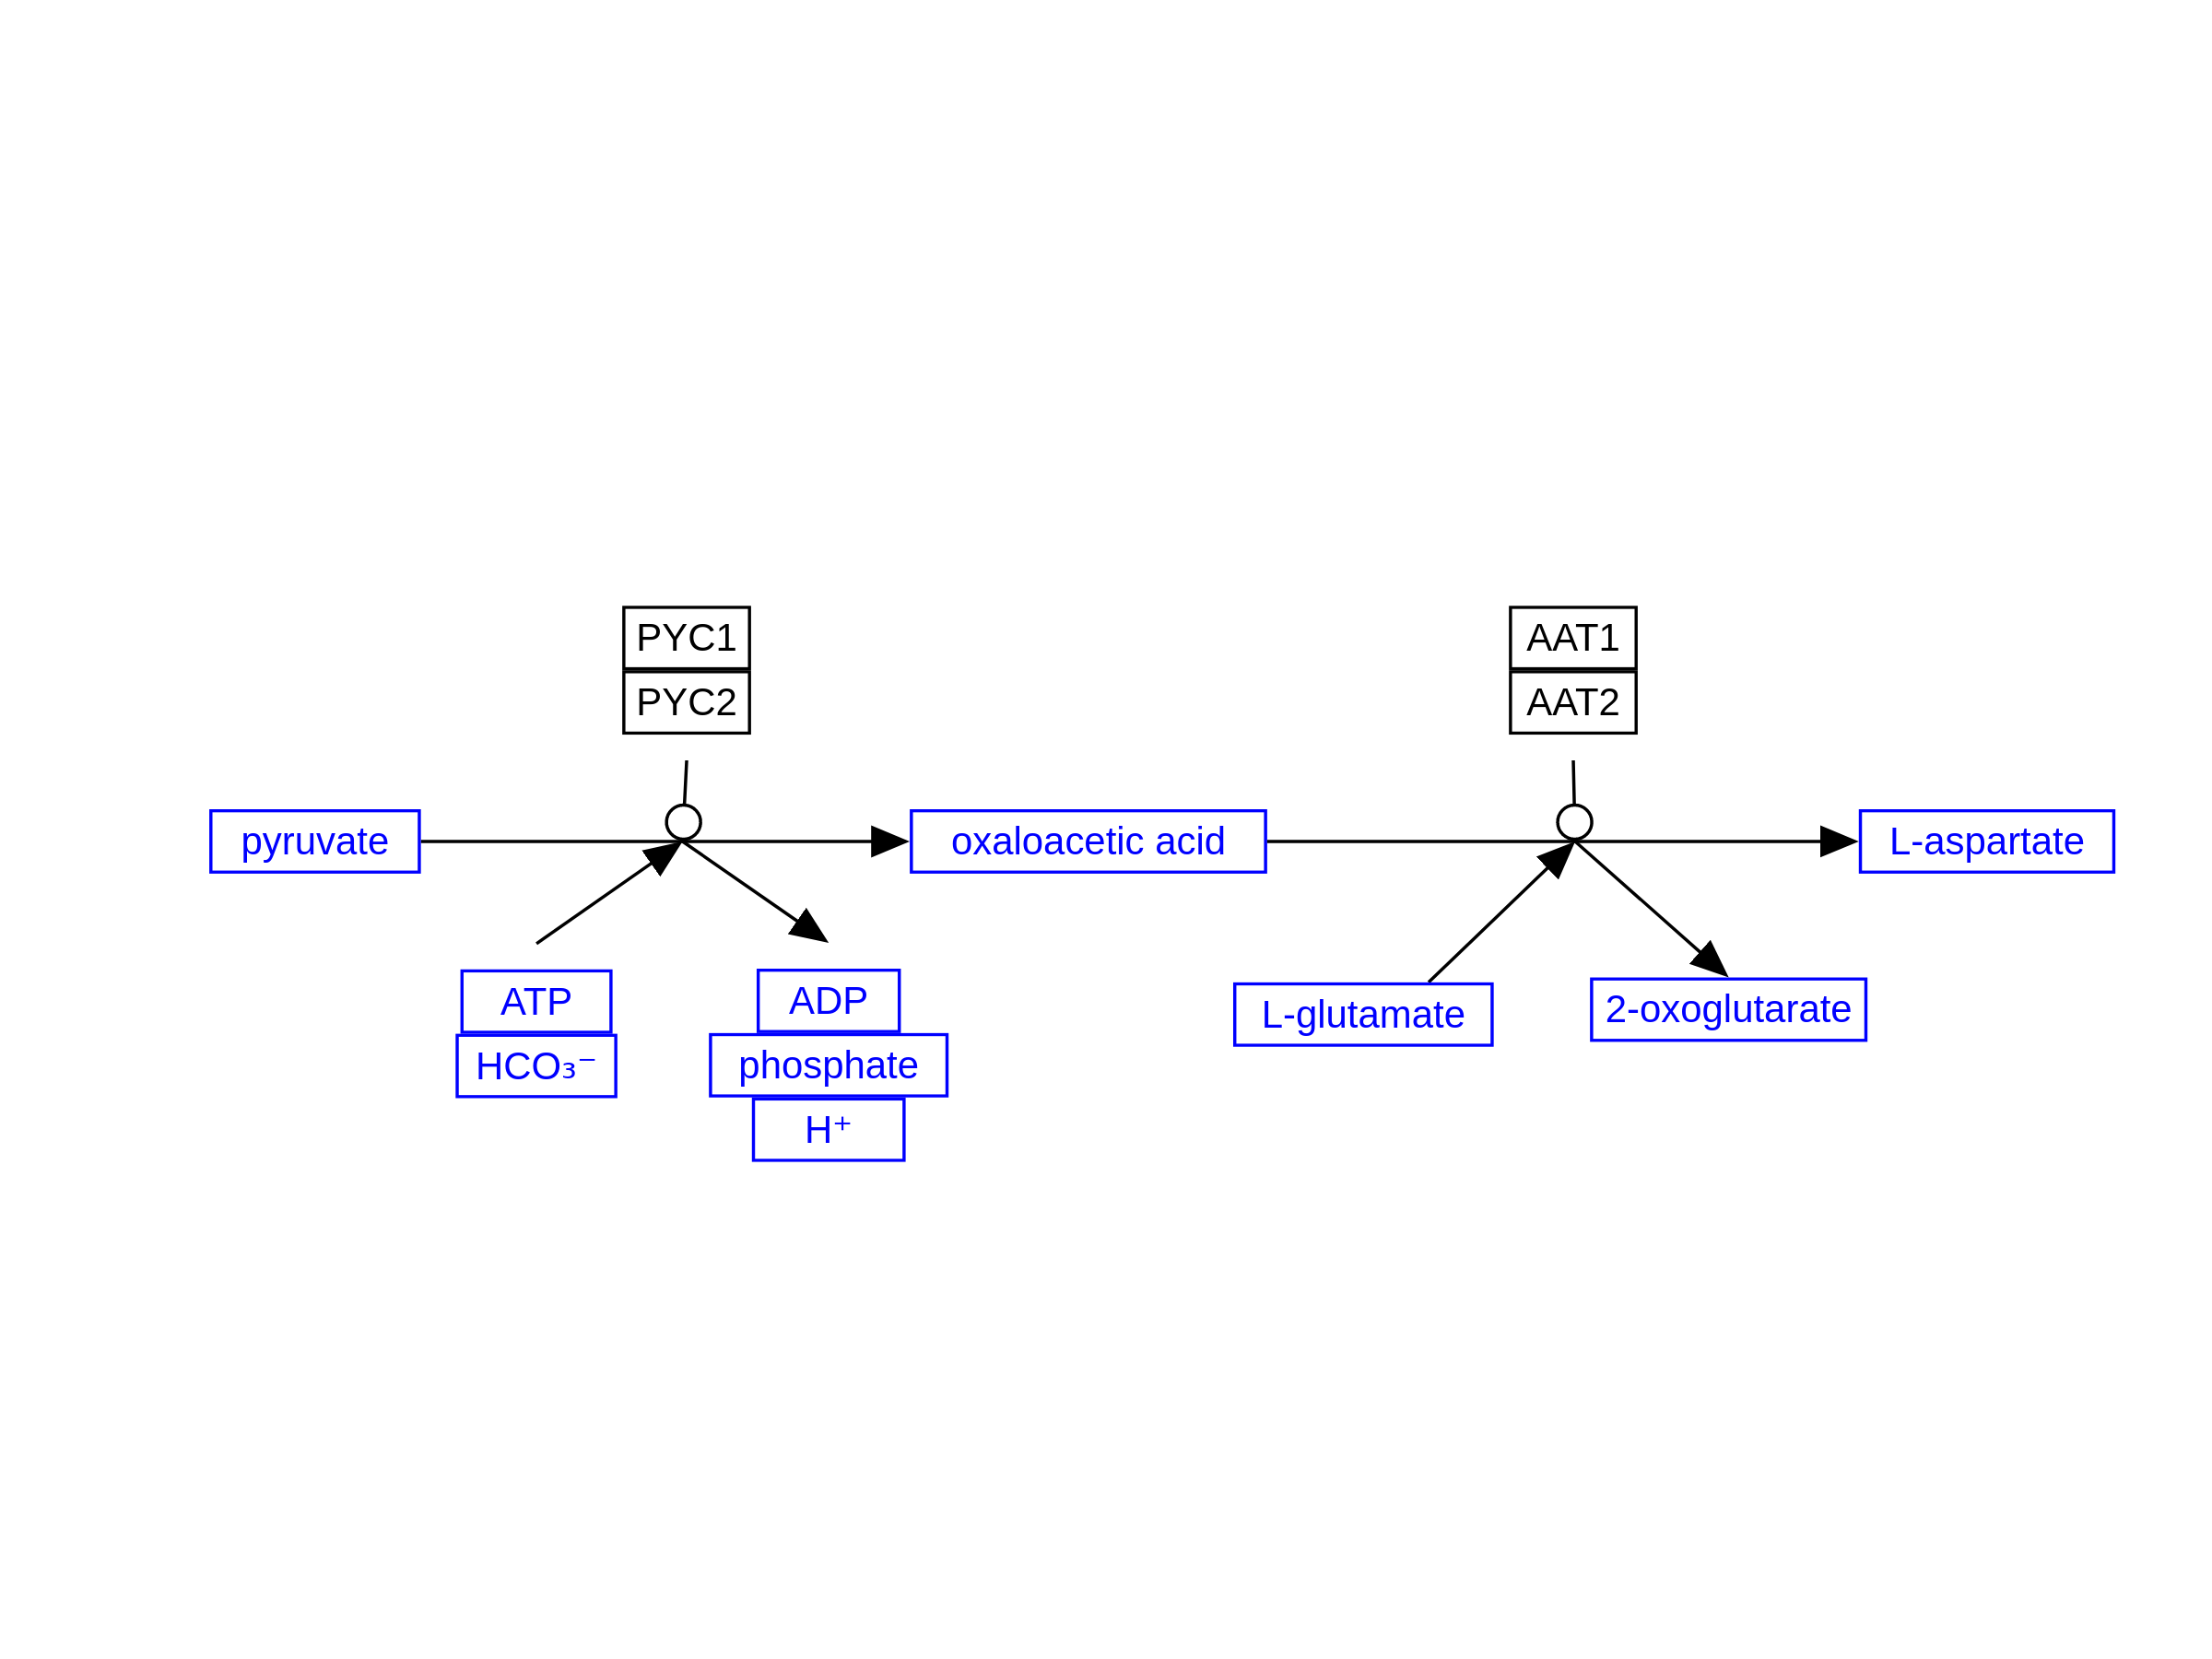 PYC1
PYC2
AAT1
AAT2
pyruvate
oxaloacetic acid
L-aspartate
ATP
HCO₃⁻
ADP
phosphate
H⁺
L-glutamate
2-oxoglutarate